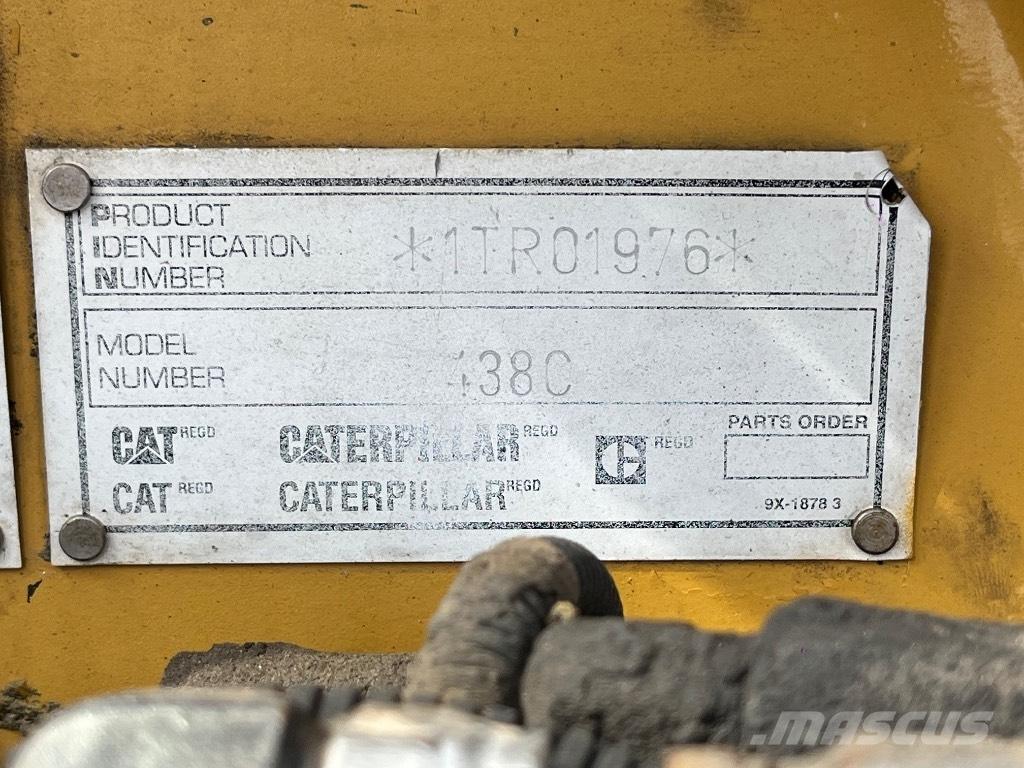 PRODUCT
IDENTIFICATION
NUMBER
*1TR01976*
MODEL
NUMBER
438C
CAT REGD
CATERPILLAR REGD
REGD
PARTS ORDER
CAT REGD
CATERPILLAR REGD
9X-1878 3
MASCUS